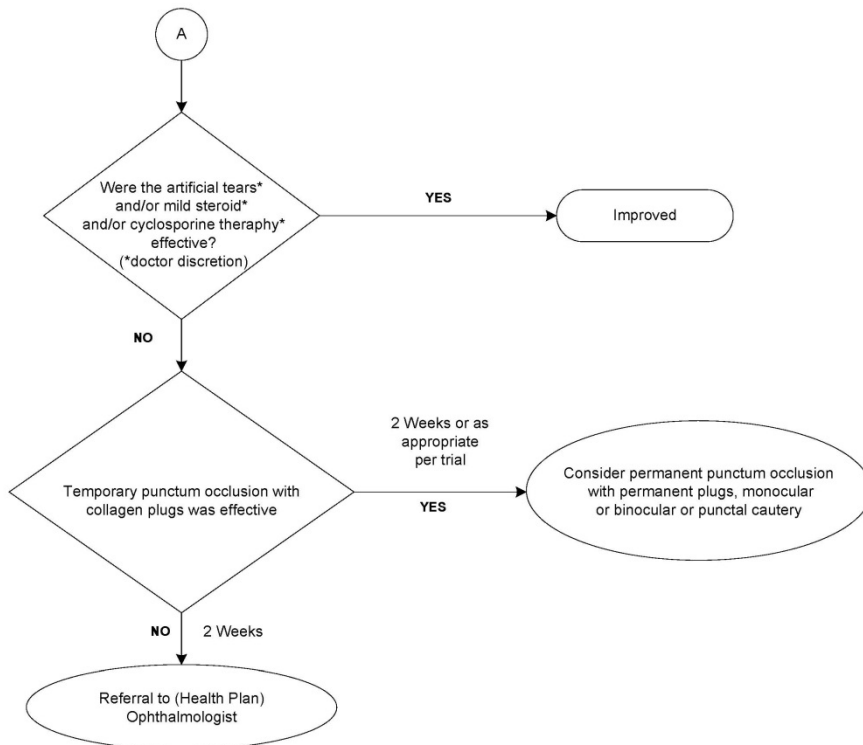 A
Were the artificial tears*
and/or mild steroid*
and/or cyclosporine theraphy*
effective?
(*doctor discretion)
YES
Improved
NO
2 Weeks or as
appropriate
per trial
Temporary punctum occlusion with
collagen plugs was effective
YES
Consider permanent punctum occlusion
with permanent plugs, monocular
or binocular or punctal cautery
NO 2 Weeks
Referral to (Health Plan)
Ophthalmologist